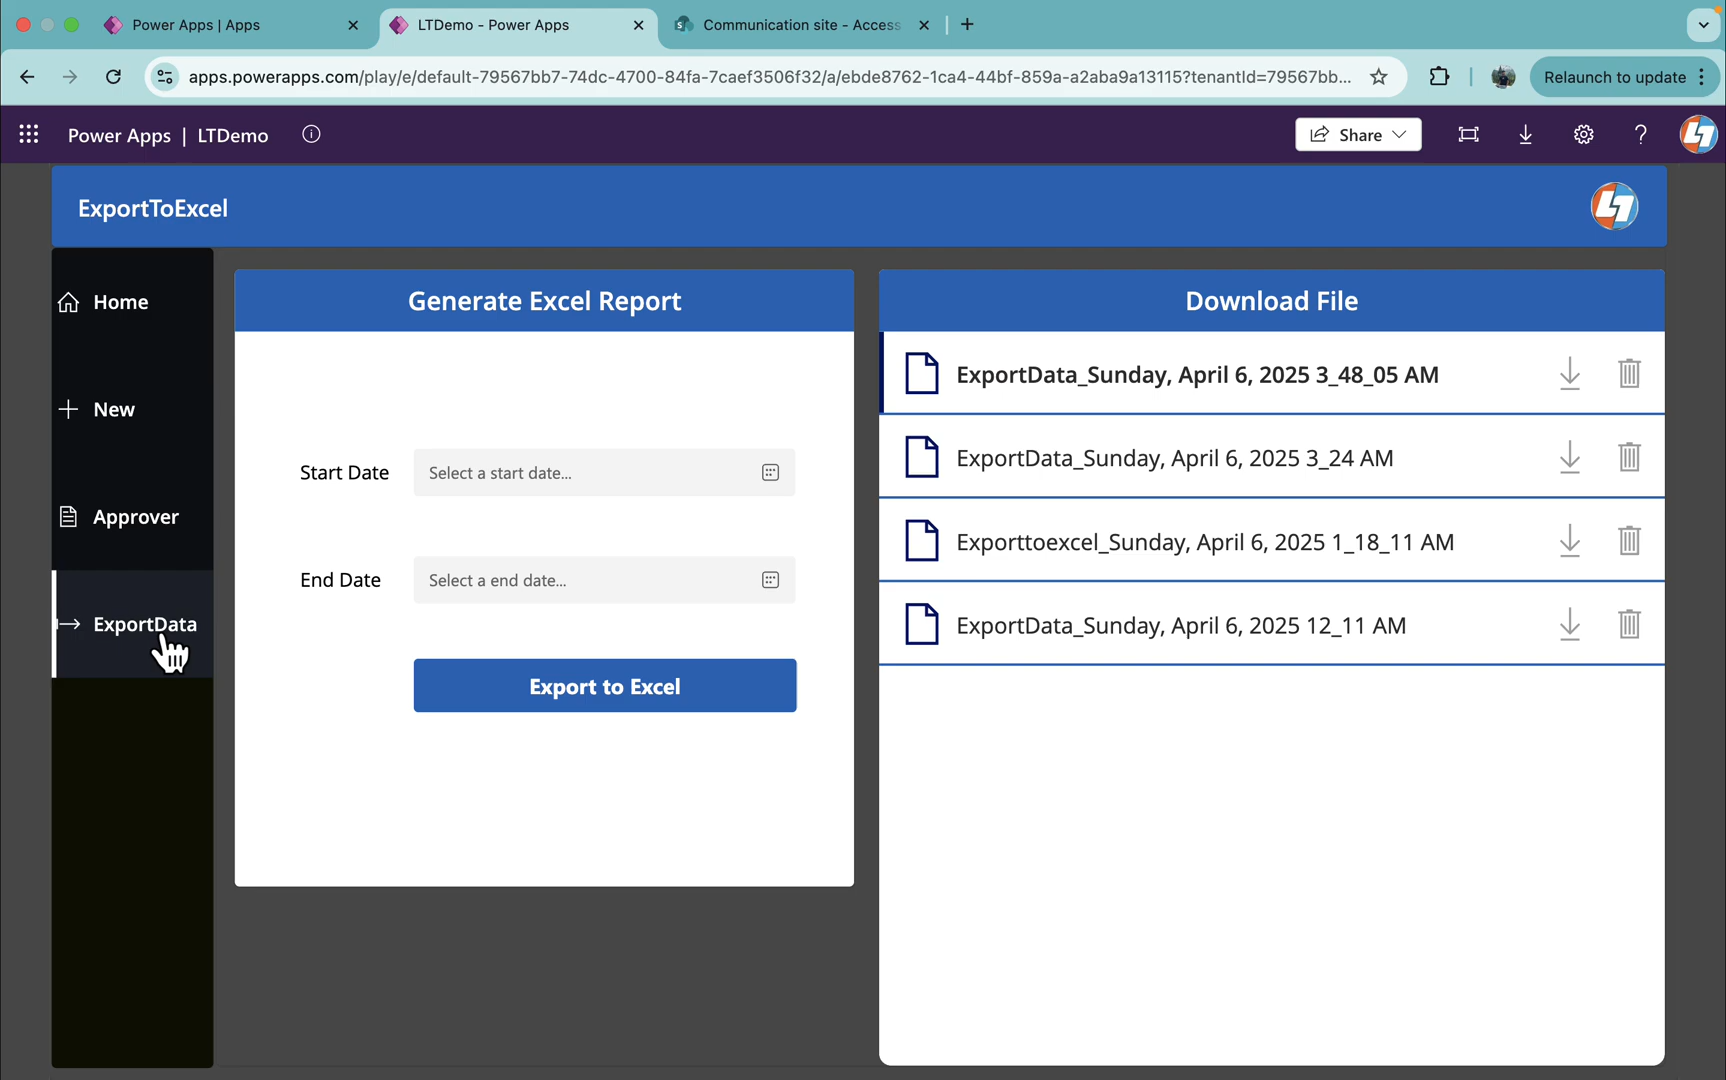 Power Apps | Apps
LTDemo - Power Apps
Communication site - Access
apps.powerapps.com/play/e/default-79567bb7-74dc-4700-84fa-7caef3506f32/a/ebde8762-1ca4-44bf-859a-a2aba9a13115?tenantId=79567bb...
Relaunch to update
Power Apps | LTDemo
Share
ExportToExcel
Home
New
Approver
ExportData
Generate Excel Report
Start Date
Select a start date...
End Date
Select a end date...
Export to Excel
Download File
ExportData_Sunday, April 6, 2025 3_48_05 AM
ExportData_Sunday, April 6, 2025 3_24 AM
Exporttoexcel_Sunday, April 6, 2025 1_18_11 AM
ExportData_Sunday, April 6, 2025 12_11 AM